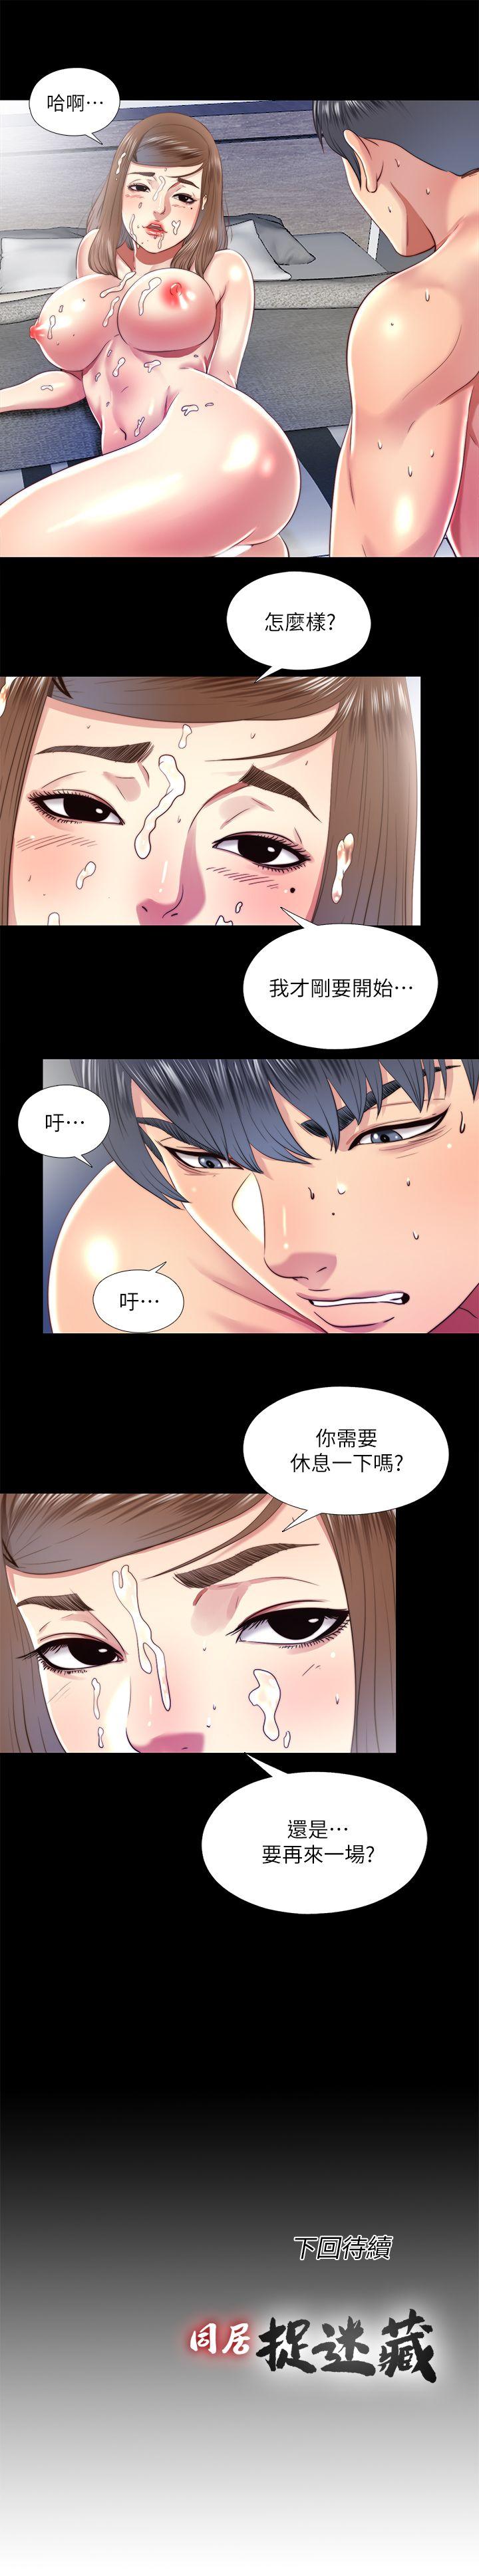 哈啊…
怎麼樣?
我才剛要開始…
吁…
吁…
你需要
休息一下嗎?
還是…
要再來一場?
下回待續
同居捉迷藏